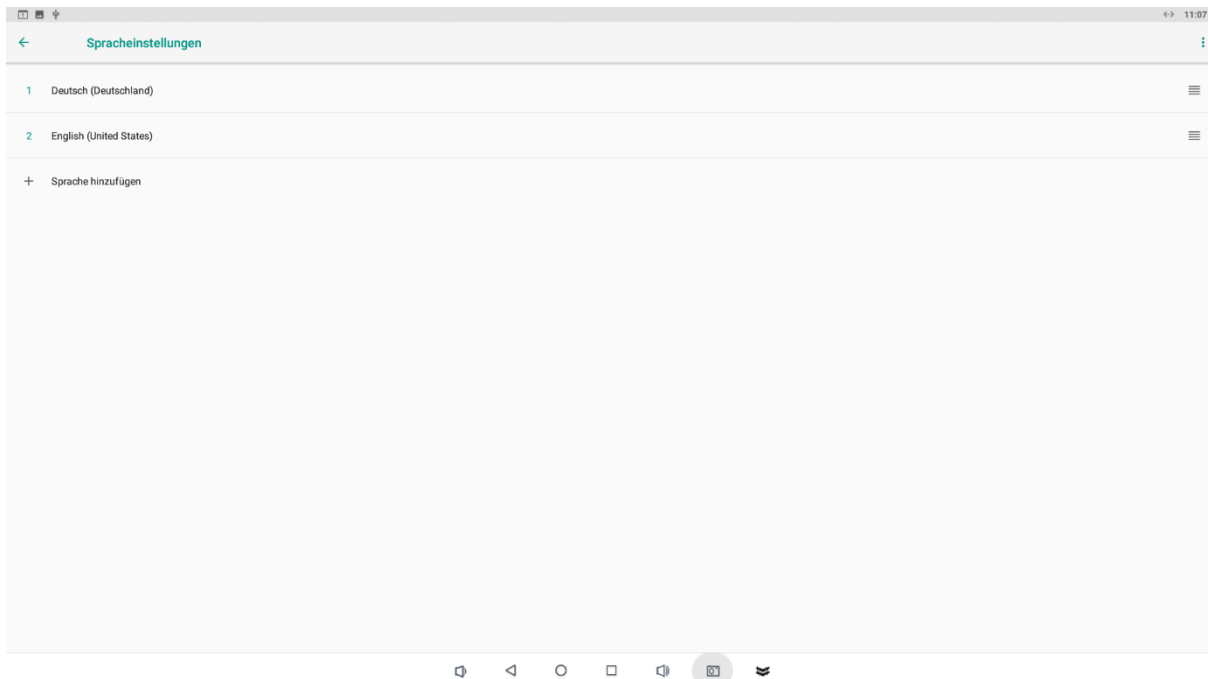 11:07
Spracheinstellungen
1 Deutsch (Deutschland)
2 English (United States)
+ Sprache hinzufügen